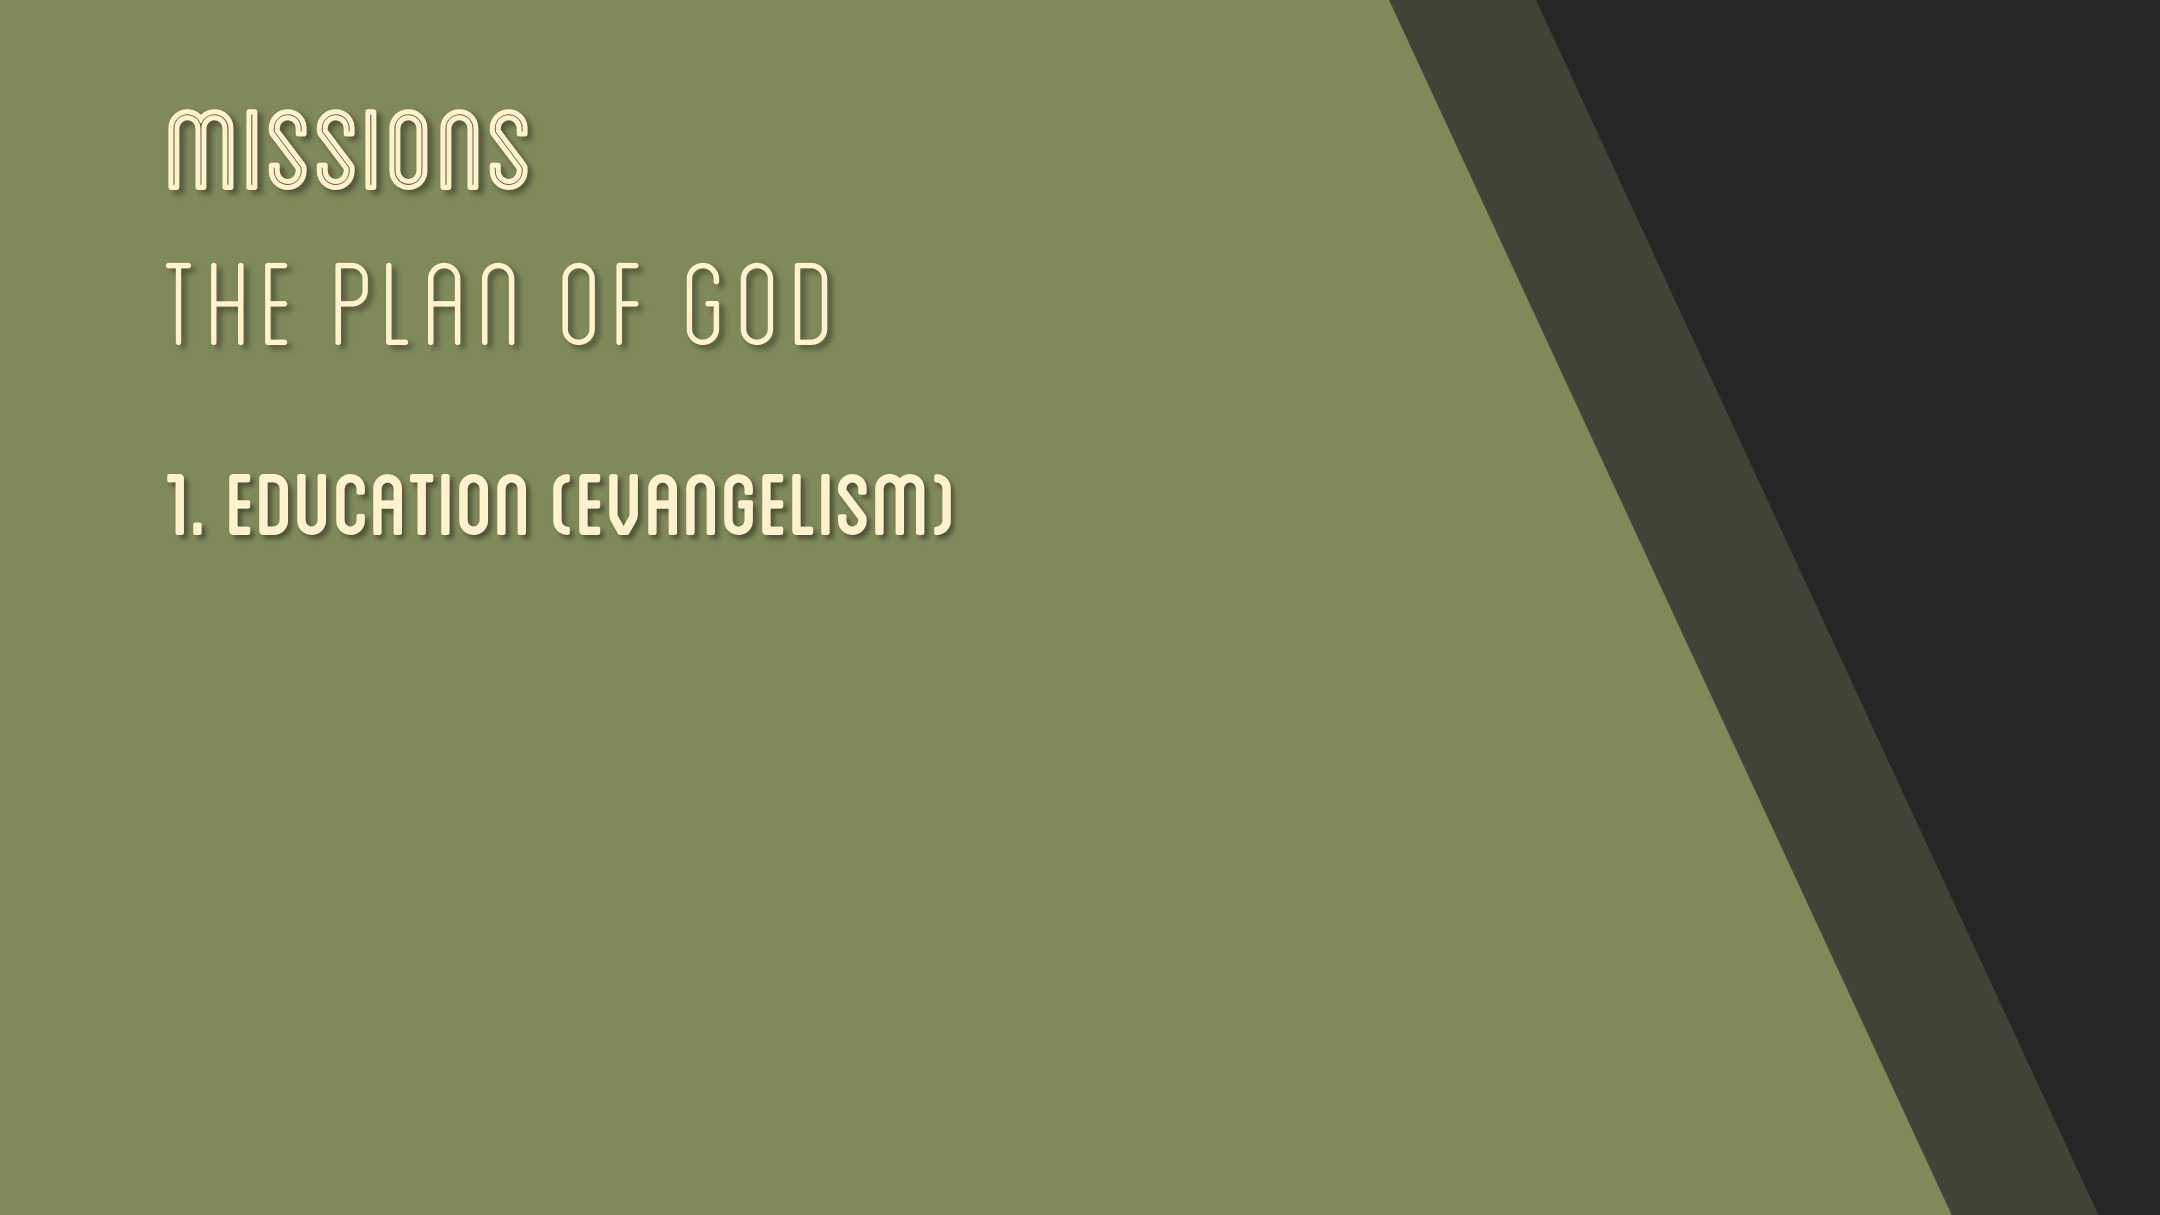 MISSIONS
THE PLAN OF GOD
1. EDUCATION (EVANGELISM)